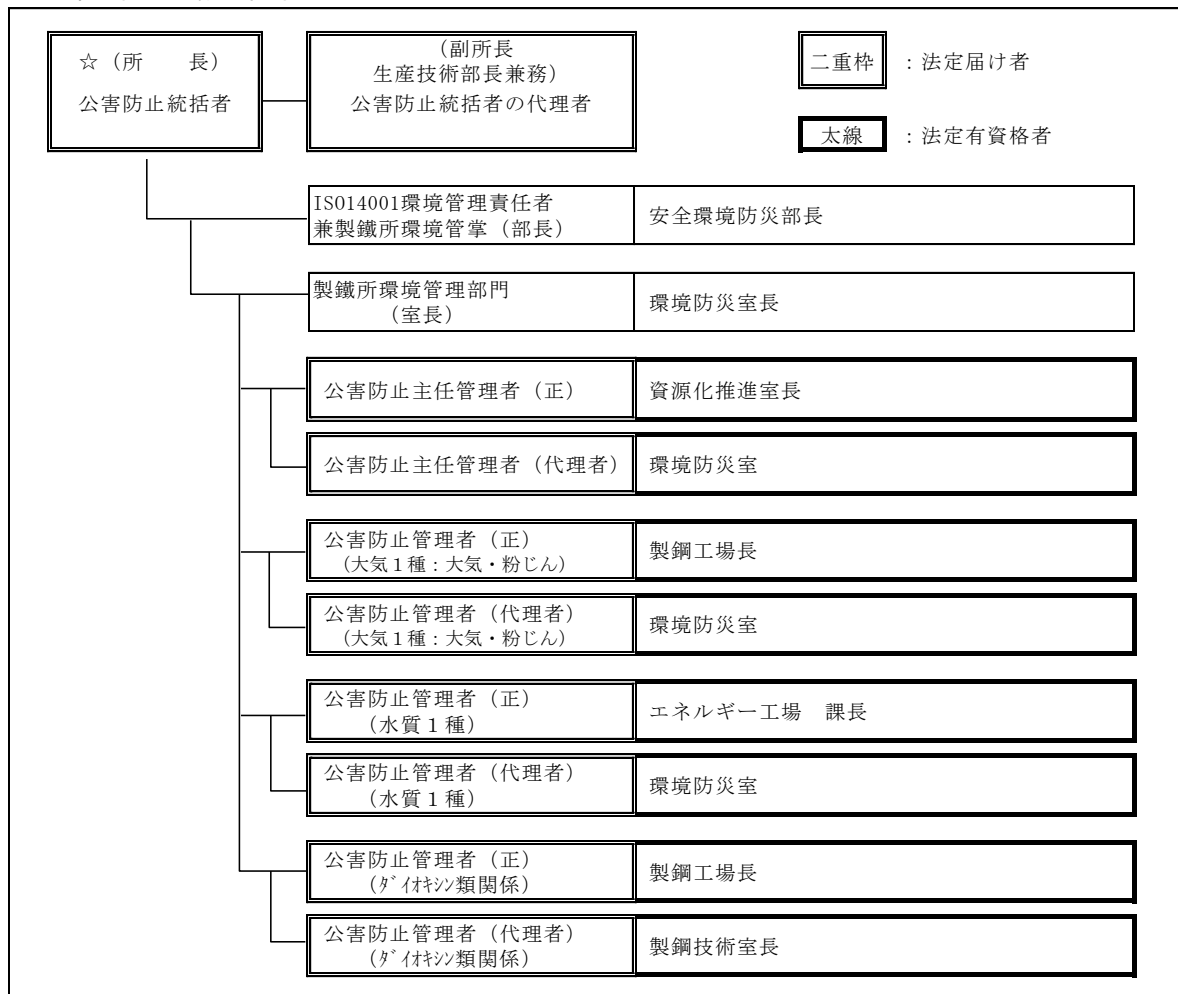 ☆（所　　長）
公害防止統括者
（副所長
生産技術部長兼務）
公害防止統括者の代理者
二重枠
：法定届け者
太線
：法定有資格者
ISO14001環境管理責任者
兼製鐵所環境管掌（部長）
安全環境防災部長
製鐵所環境管理部門
（室長）
環境防災室長
公害防止主任管理者（正）
資源化推進室長
公害防止主任管理者（代理者）
環境防災室
公害防止管理者（正）
（大気１種：大気・粉じん）
製鋼工場長
公害防止管理者（代理者）
（大気１種：大気・粉じん）
環境防災室
公害防止管理者（正）
（水質１種）
エネルギー工場　課長
公害防止管理者（代理者）
（水質１種）
環境防災室
公害防止管理者（正）
（ﾀﾞｲｵｷｼﾝ類関係）
製鋼工場長
公害防止管理者（代理者）
（ﾀﾞｲｵｷｼﾝ類関係）
製鋼技術室長